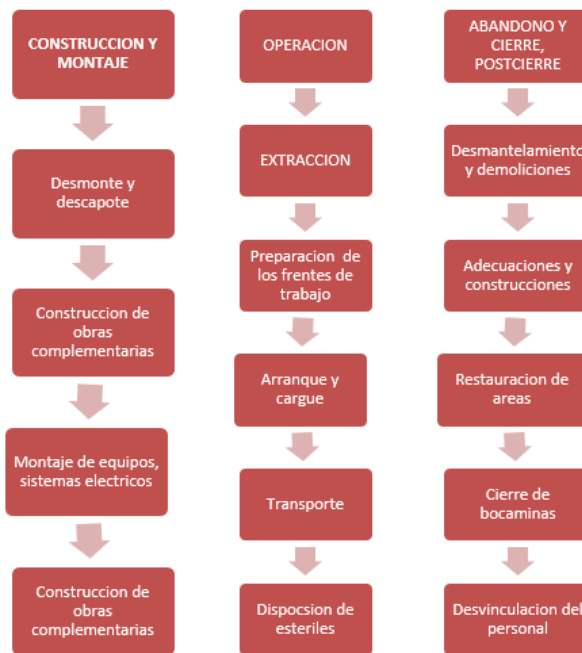 CONSTRUCCION Y
MONTAJE
Desmonte y
descapote
Construccion de
obras
complementarias
Montaje de equipos,
sistemas electricos
Construccion de
obras
complementarias
OPERACION
EXTRACCION
Preparacion de
los frentes de
trabajo
Arranque y
cargue
Transporte
Dispocsion de
esteriles
ABANDONO Y
CIERRE,
POSTCIERRE
Desmantelamiento
y demoliciones
Adecuaciones y
construcciones
Restauracion de
areas
Cierre de
bocaminas
Desvinculacion del
personal